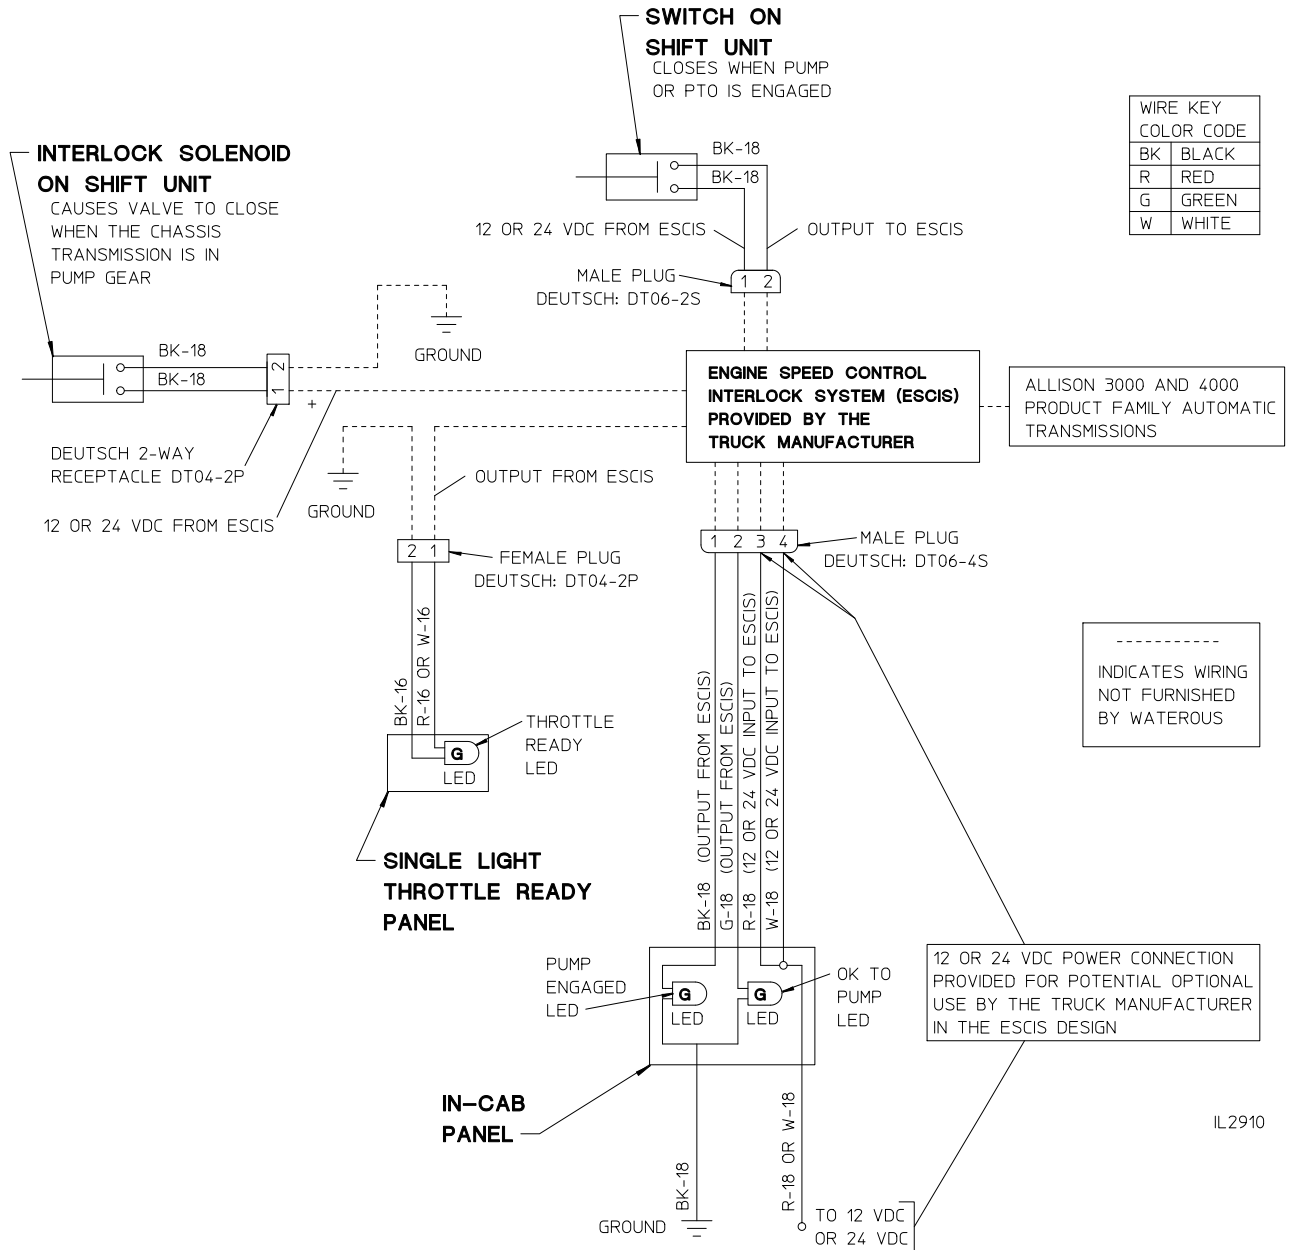 SWITCH ON
SHIFT UNIT
CLOSES WHEN PUMP
OR PTO IS ENGAGED
WIRE KEY
COLOR CODE
BK BLACK
R RED
G GREEN
W WHITE
INTERLOCK SOLENOID
ON SHIFT UNIT
CAUSES VALVE TO CLOSE
WHEN THE CHASSIS
TRANSMISSION IS IN
PUMP GEAR
BK-18
BK-18
12 OR 24 VDC FROM ESCIS
OUTPUT TO ESCIS
MALE PLUG
DEUTSCH: DT06-2S
1 2
GROUND
BK-18
BK-18
2
1
+
DEUTSCH 2-WAY
RECEPTACLE DT04-2P
12 OR 24 VDC FROM ESCIS
ENGINE SPEED CONTROL
INTERLOCK SYSTEM (ESCIS)
PROVIDED BY THE
TRUCK MANUFACTURER
ALLISON 3000 AND 4000
PRODUCT FAMILY AUTOMATIC
TRANSMISSIONS
GROUND
OUTPUT FROM ESCIS
2 1
FEMALE PLUG
DEUTSCH: DT04-2P
1 2 3 4
MALE PLUG
DEUTSCH: DT06-4S
BK-16
R-16 OR W-16
G
LED
THROTTLE
READY
LED
SINGLE LIGHT
THROTTLE READY
PANEL
BK-18 (OUTPUT FROM ESCIS)
G-18 (OUTPUT FROM ESCIS)
R-18 (12 OR 24 VDC INPUT TO ESCIS)
W-18 (12 OR 24 VDC INPUT TO ESCIS)
INDICATES WIRING
NOT FURNISHED
BY WATEROUS
PUMP
ENGAGED
LED
G
LED
G
LED
OK TO
PUMP
LED
12 OR 24 VDC POWER CONNECTION
PROVIDED FOR POTENTIAL OPTIONAL
USE BY THE TRUCK MANUFACTURER
IN THE ESCIS DESIGN
IN-CAB
PANEL
BK-18
GROUND
R-18 OR W-18
TO 12 VDC
OR 24 VDC
IL2910